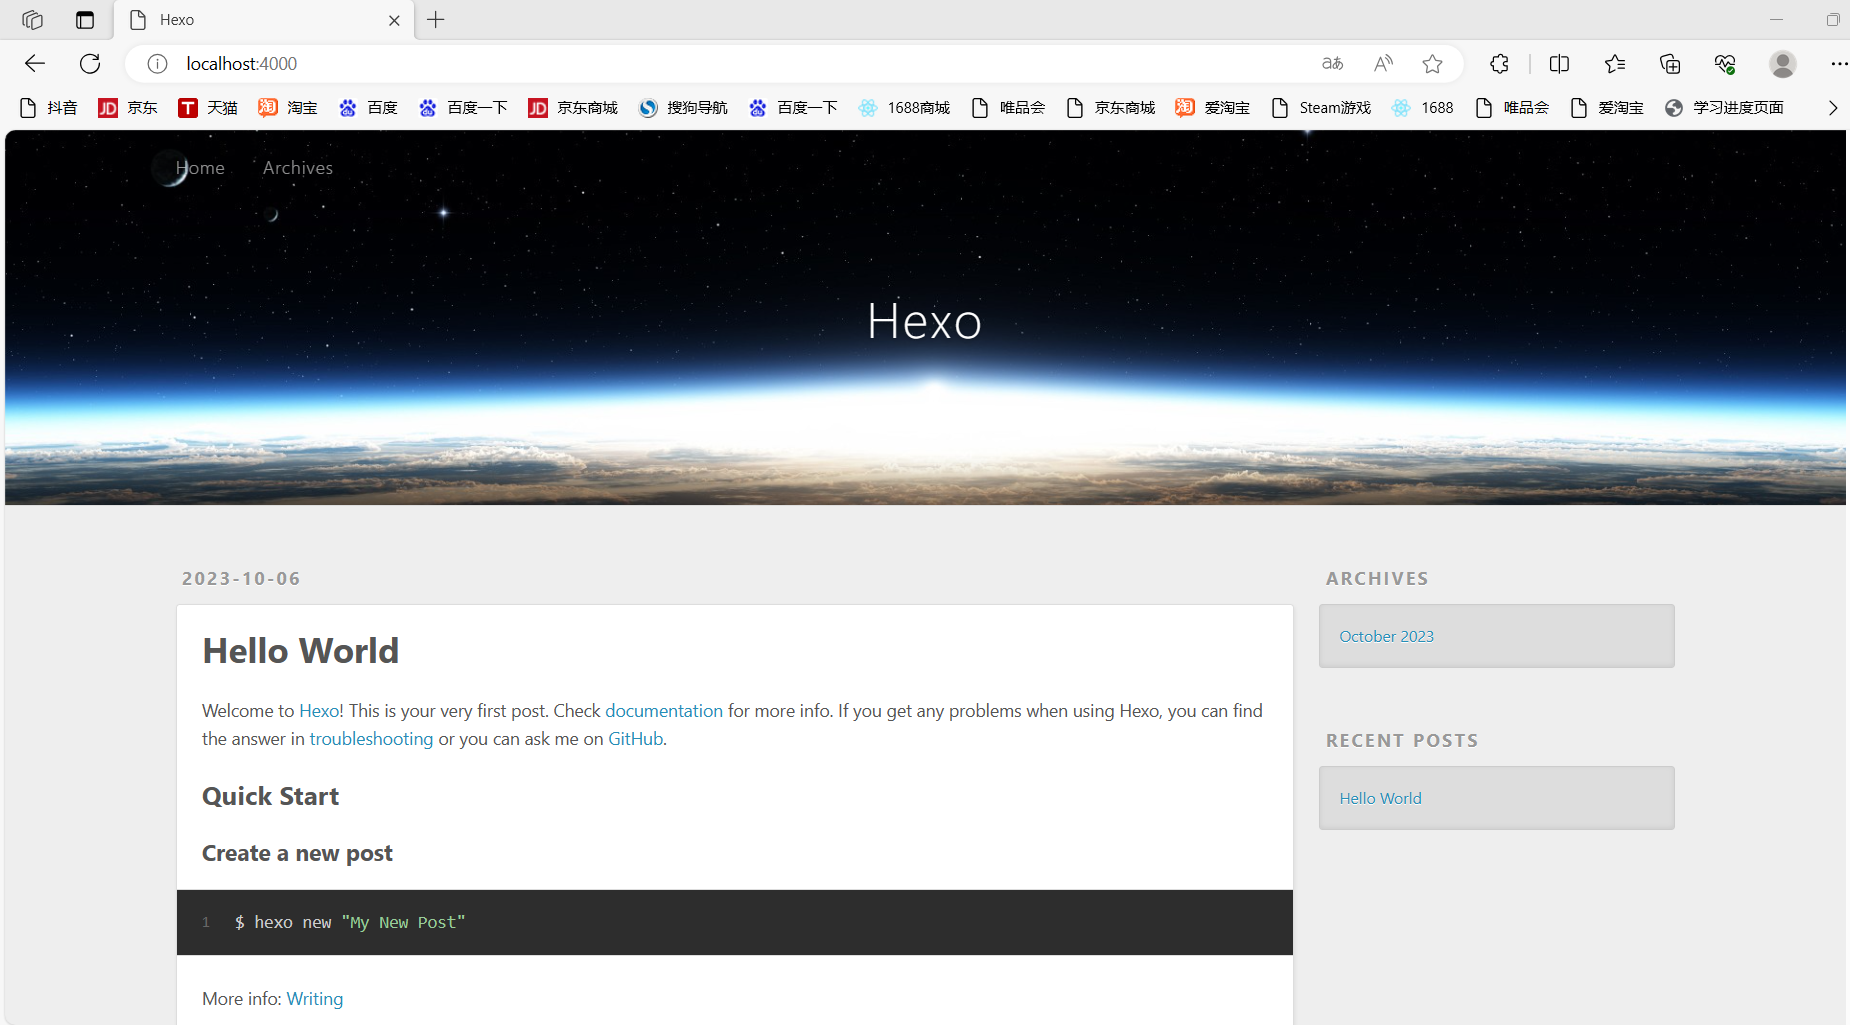 Hexo
localhost:4000
抖音 JD 京东 T 天猫 淘 淘宝 百度 百度一下 JD 京东商城 搜狗导航 百度一下 1688商城 唯品会 京东商城 淘 爱淘宝 Steam游戏 1688 唯品会 爱淘宝 学习进度页面
Home Archives
Hexo
2023-10-06
Hello World
Welcome to Hexo! This is your very first post. Check documentation for more info. If you get any problems when using Hexo, you can find
the answer in troubleshooting or you can ask me on GitHub.
Quick Start
Create a new post
1 $ hexo new "My New Post"
More info: Writing
ARCHIVES
October 2023
RECENT POSTS
Hello World